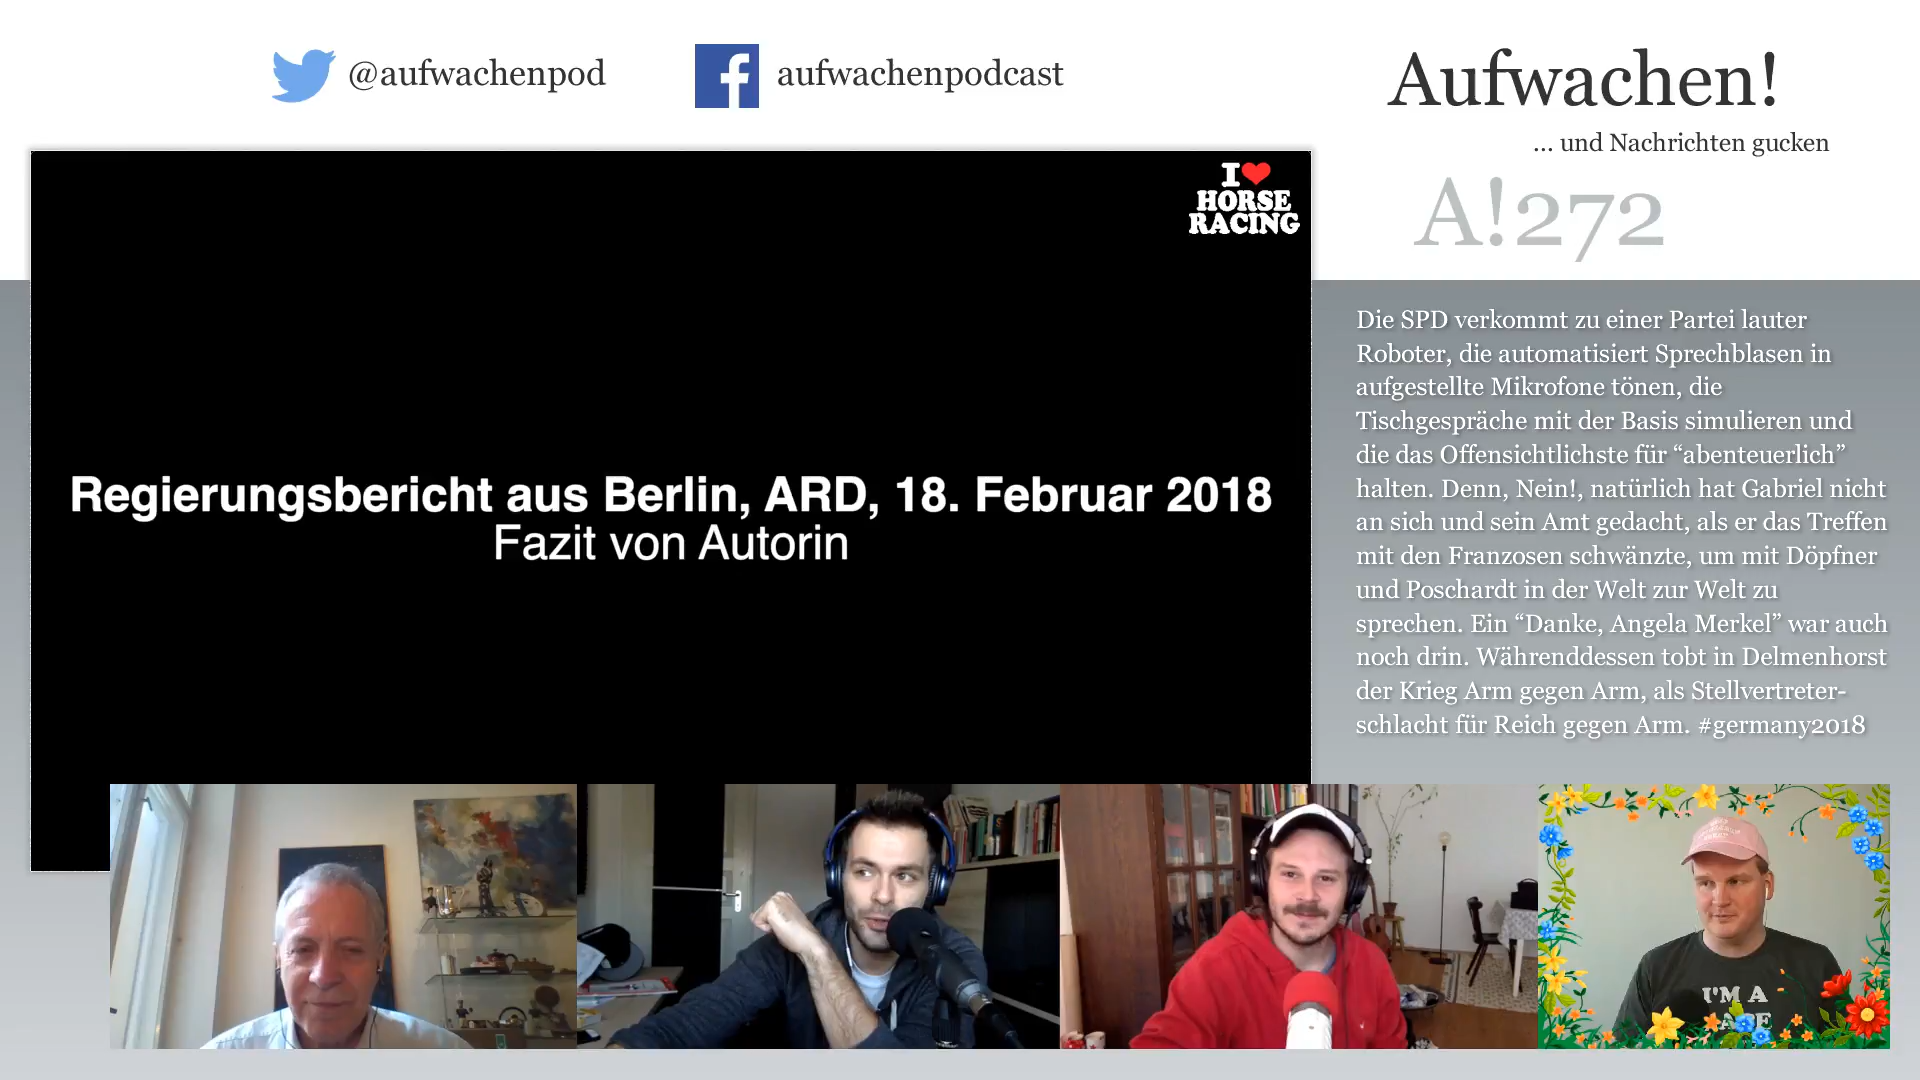 @aufwachenpod
aufwachenpodcast
Aufwachen!
... und Nachrichten gucken
A!272
I
HORSE
RACING
Regierungsbericht aus Berlin, ARD, 18. Februar 2018
Fazit von Autorin
Die SPD verkommt zu einer Partei lauter
Roboter, die automatisiert Sprechblasen in
aufgestellte Mikrofone tönen, die
Tischgespräche mit der Basis simulieren und
die das Offensichtlichste für “abenteuerlich”
halten. Denn, Nein!, natürlich hat Gabriel nicht
an sich und sein Amt gedacht, als er das Treffen
mit den Franzosen schwänzte, um mit Döpfner
und Poschardt in der Welt zur Welt zu
sprechen. Ein “Danke, Angela Merkel” war auch
noch drin. Währenddessen tobt in Delmenhorst
der Krieg Arm gegen Arm, als Stellvertreter-
schlacht für Reich gegen Arm. #germany2018
I'M A